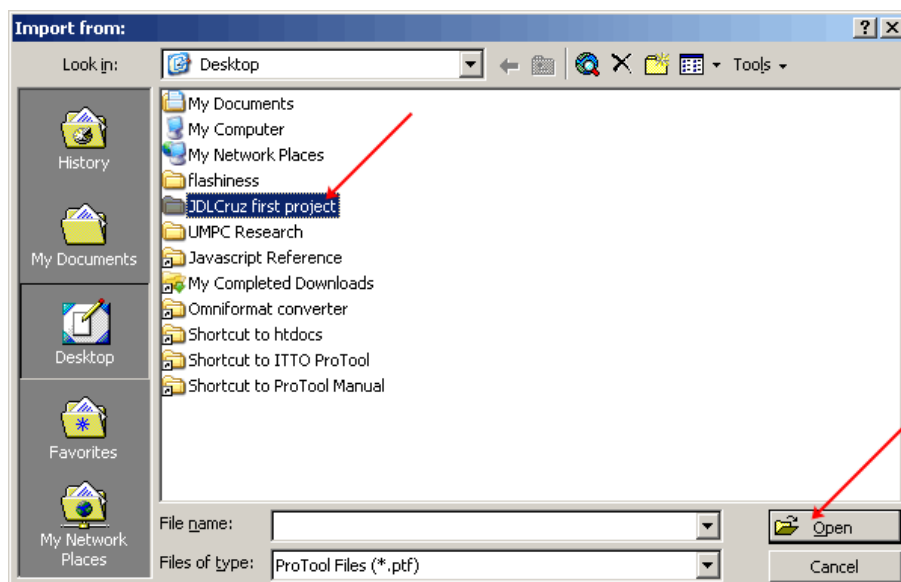 Import from:
Look in:
Desktop
Tools
History
My Documents
Desktop
Favorites
My Network
Places
My Documents
My Computer
My Network Places
flashiness
JDLCruz first project
UMPC Research
Javascript Reference
My Completed Downloads
Omniformat converter
Shortcut to htdocs
Shortcut to ITTO ProTool
Shortcut to ProTool Manual
File name:
Open
Files of type:
ProTool Files (*.ptf)
Cancel